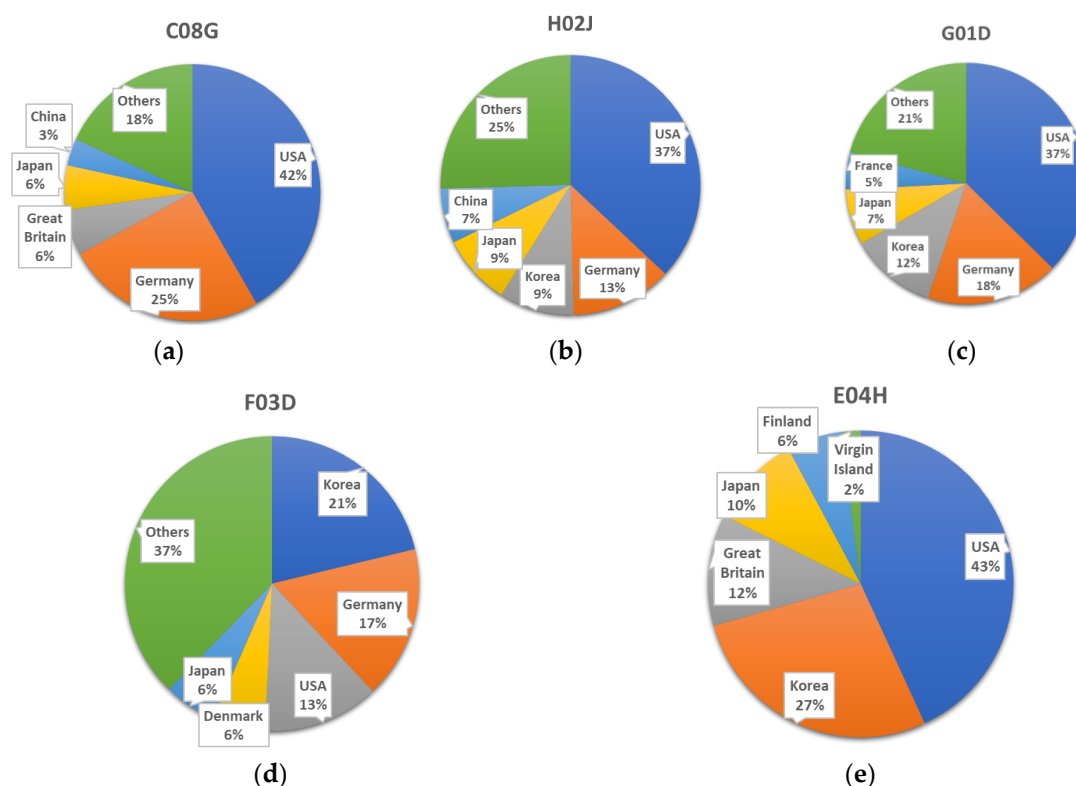 C08G
Others
18%
China
3%
Japan
6%
Great
Britain
6%
Germany
25%
USA
42%
(a)
H02J
Others
25%
China
7%
Japan
9%
Korea
9%
Germany
13%
USA
37%
(b)
G01D
Others
21%
France
5%
Japan
7%
Korea
12%
Germany
18%
USA
37%
(c)
F03D
Others
37%
Japan
6%
Denmark
6%
USA
13%
Germany
17%
Korea
21%
(d)
E04H
Finland
6%
Virgin
Island
2%
Japan
10%
Great
Britain
12%
Korea
27%
USA
43%
(e)